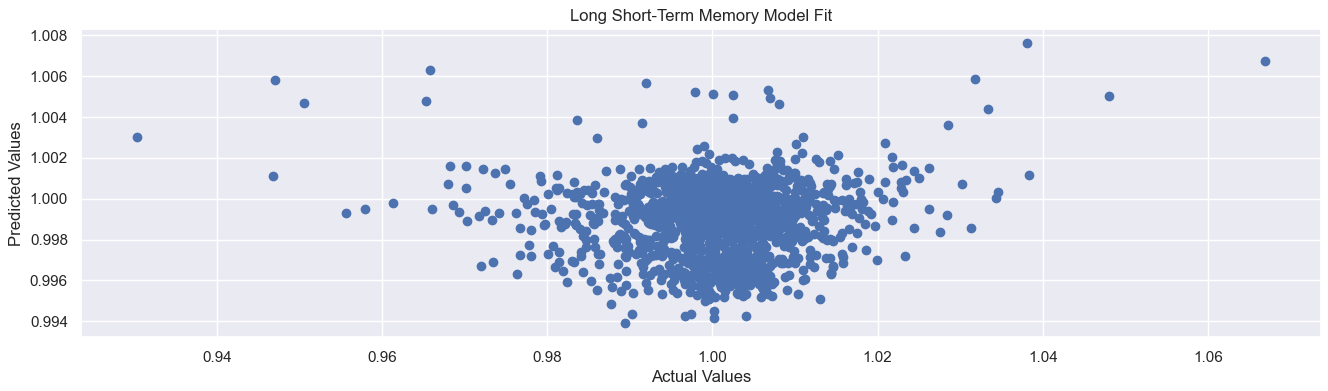 Long Short-Term Memory Model Fit
1.008
1.006
1.004
1.002
1.000
0.998
0.996
0.994
Predicted Values
0.94 0.96 0.98 1.00 1.02 1.04 1.06
Actual Values